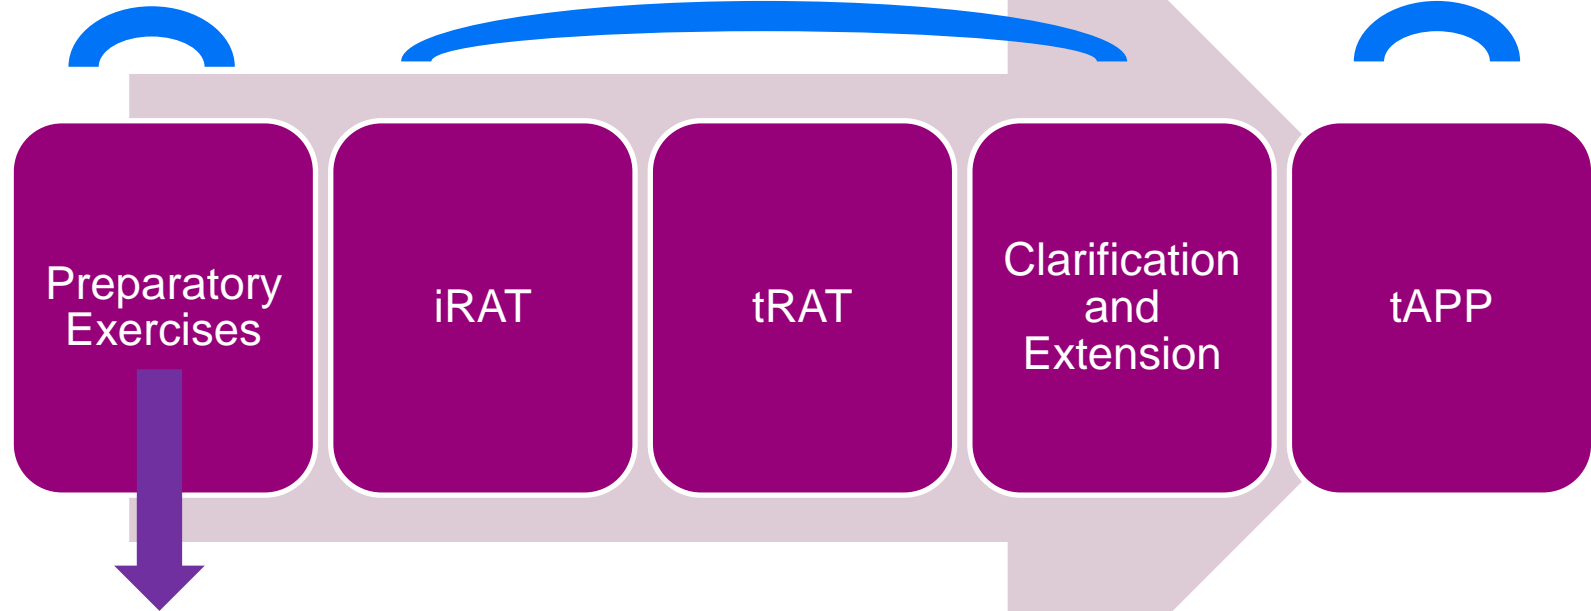 Preparatory
Exercises
iRAT
tRAT
Clarification
and
Extension
tAPP